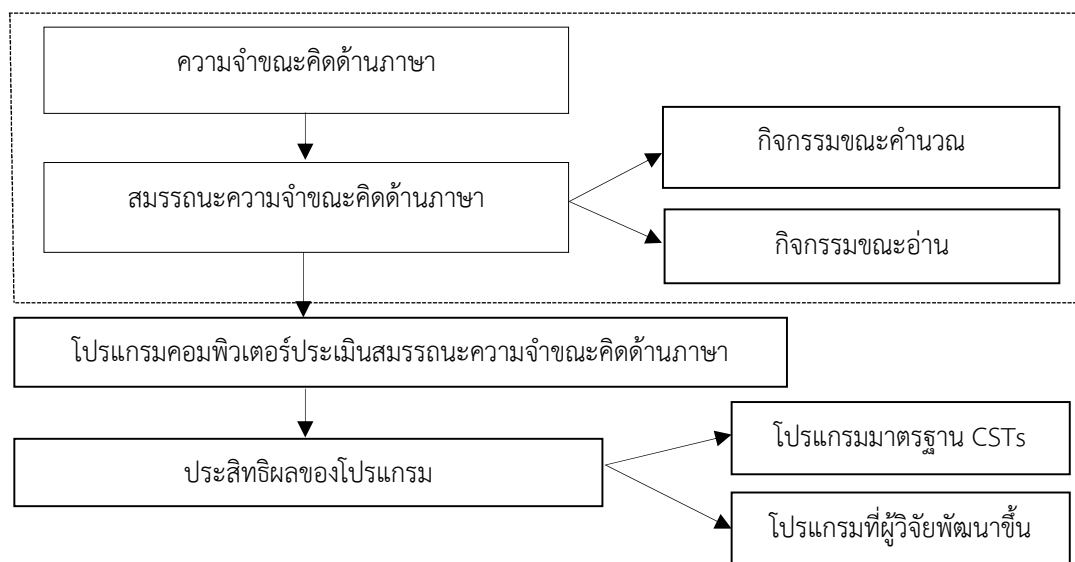 ความจำขณะคิดด้านภาษา
กิจกรรมขณะคำนวณ
สมรรถนะความจำขณะคิดด้านภาษา
กิจกรรมขณะอ่าน
โปรแกรมคอมพิวเตอร์ประเมินสมรรถนะความจำขณะคิดด้านภาษา
โปรแกรมมาตรฐาน CSTs
ประสิทธิผลของโปรแกรม
โปรแกรมที่ผู้วิจัยพัฒนาขึ้น